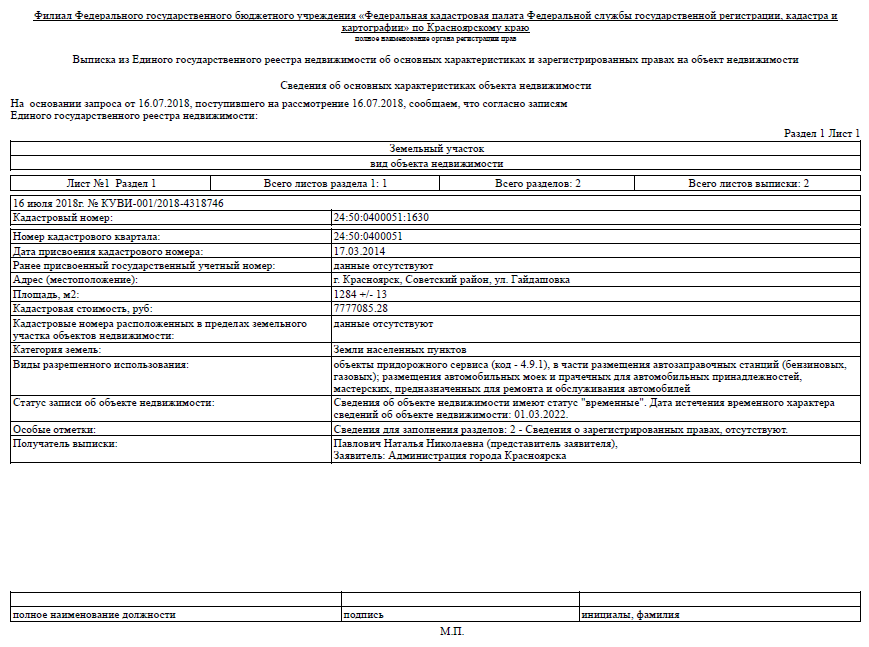 Филиал Федерального государственного бюджетного учреждения «Федеральная кадастровая палата Федеральной службы государственной регистрации, кадастра и
картографии» по Красноярскому краю
полное наименование органа регистрации прав
Выписка из Единого государственного реестра недвижимости об основных характеристиках и зарегистрированных правах на объект недвижимости
Сведения об основных характеристиках объекта недвижимости
На основании запроса от 16.07.2018, поступившего на рассмотрение 16.07.2018, сообщаем, что согласно записям
Единого государственного реестра недвижимости:
Раздел 1 Лист 1
Земельный участок
вид объекта недвижимости
Лист №1 Раздел 1 Всего листов раздела 1: 1 Всего разделов: 2 Всего листов выписки: 2
16 июля 2018г. № КУВИ-001/2018-4318746
Кадастровый номер: 24:50:0400051:1630
Номер кадастрового квартала: 24:50:0400051
Дата присвоения кадастрового номера: 17.03.2014
Ранее присвоенный государственный учетный номер: данные отсутствуют
Адрес (местоположение): г. Красноярск, Советский район, ул. Гайдашовка
Площадь, м2: 1284 +/- 13
Кадастровая стоимость, руб: 7777085.28
Кадастровые номера расположенных в пределах земельного данные отсутствуют
участка объектов недвижимости:
Категория земель: Земли населенных пунктов
Виды разрешенного использования: объекты придорожного сервиса (код - 4.9.1), в части размещения автозаправочных станций (бензиновых,
газовых); размещения автомобильных моек и прачечных для автомобильных принадлежностей,
мастерских, предназначенных для ремонта и обслуживания автомобилей
Статус записи об объекте недвижимости: Сведения об объекте недвижимости имеют статус "временные". Дата истечения временного характера
сведений об объекте недвижимости: 01.03.2022.
Особые отметки: Сведения для заполнения разделов: 2 - Сведения о зарегистрированных правах, отсутствуют.
Получатель выписки: Павлович Наталья Николаевна (представитель заявителя),
Заявитель: Администрация города Красноярска
полное наименование должности подпись инициалы, фамилия
М.П.